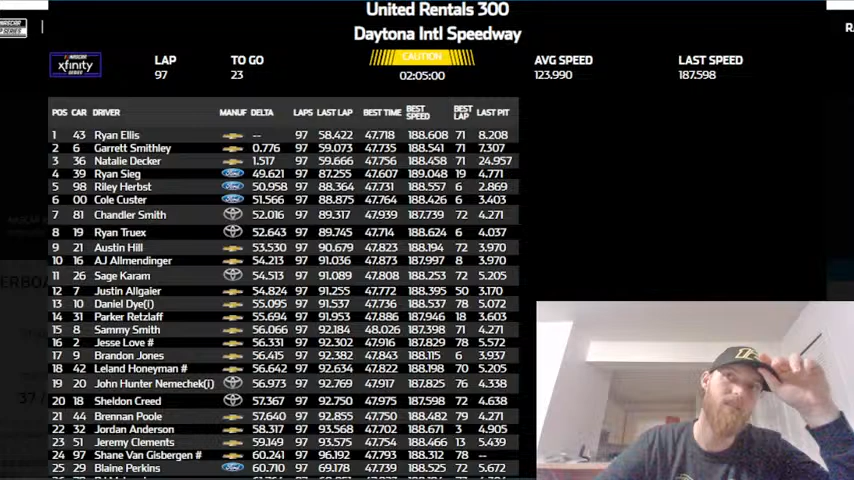 United Rentals 300
Daytona Intl Speedway
xfinity
SERIES
LAP TO GO CAUTION AVG SPEED LAST SPEED
97 23 02:05:00 123.990 187.598
POS CAR DRIVER MANUF DELTA LAPS LAST LAP BEST TIME BEST SPEED BEST LAP LAST PIT
1 43 Ryan Ellis -- 97 58.422 47.718 188.608 71 8.208
2 6 Garrett Smithley 0.776 97 59.073 47.735 188.541 71 7.307
3 36 Natalie Decker 1.517 97 59.666 47.756 188.458 71 24.957
4 39 Ryan Sieg Ford 49.621 97 87.255 47.607 189.048 19 4.771
5 98 Riley Herbst Ford 50.958 97 88.364 47.731 188.557 6 2.869
6 00 Cole Custer Ford 51.566 97 88.875 47.764 188.426 6 3.403
7 81 Chandler Smith 52.016 97 89.317 47.939 187.739 72 4.271
8 19 Ryan Truex 52.643 97 89.745 47.714 188.624 6 4.037
9 21 Austin Hill 53.530 97 90.679 47.823 188.194 72 3.970
10 16 AJ Allmendinger 54.213 97 91.036 47.873 187.997 8 3.970
11 26 Sage Karam 54.513 97 91.089 47.808 188.253 72 5.205
12 7 Justin Allgaier 54.824 97 91.255 47.772 188.395 50 3.170
13 10 Daniel Dye(i) 55.095 97 91.537 47.736 188.537 78 5.072
14 31 Parker Retzlaff 55.694 97 91.953 47.886 187.946 18 3.603
15 8 Sammy Smith 56.066 97 92.184 48.026 187.398 71 4.271
16 2 Jesse Love # 56.331 97 92.302 47.916 187.829 78 5.572
17 9 Brandon Jones 56.415 97 92.382 47.843 188.115 6 3.937
18 42 Leland Honeyman # 56.642 97 92.634 47.822 188.198 70 5.205
19 20 John Hunter Nemechek(i) 56.973 97 92.769 47.917 187.825 76 4.338
20 18 Sheldon Creed 57.367 97 92.750 47.975 187.598 72 4.638
21 44 Brennan Poole 57.640 97 92.855 47.750 188.482 79 4.271
22 32 Jordan Anderson 58.317 97 93.568 47.702 188.671 3 4.905
23 51 Jeremy Clements 59.149 97 93.575 47.754 188.466 13 5.439
24 97 Shane Van Gisbergen # 60.241 97 96.192 47.793 188.312 78 --
25 29 Blaine Perkins Ford 60.710 97 69.178 47.739 188.525 72 5.672